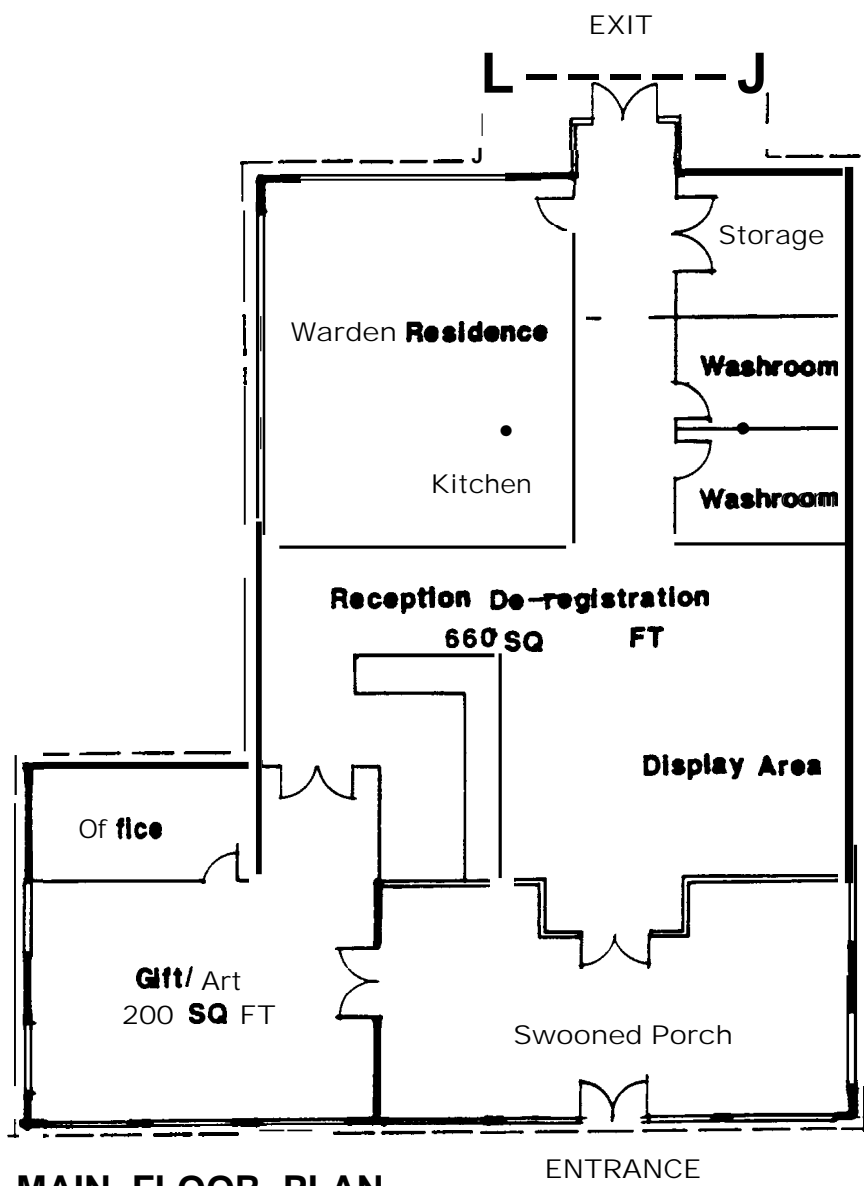 EXIT
L J
J
Storage
Warden Residence
Washroom
Kitchen
Washroom
Reception De-registration
660 SQ FT
Display Area
Of fice
Gift/ Art
200 SQ FT
Swooned Porch
ENTRANCE
MAIN FLOOR PLAN